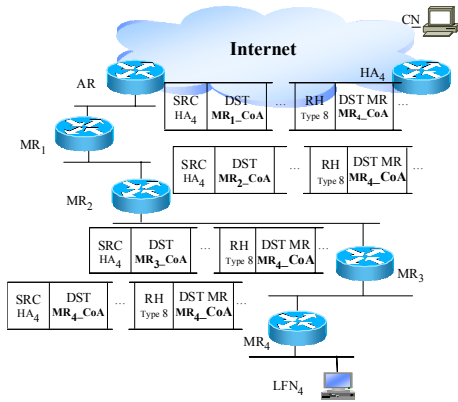 CN
Internet
AR
HA4
SRC DST ... RH DST MR ...
HA4 MR1_CoA Type 8 MR4_CoA
MR1
SRC DST ... RH DST MR ...
HA4 MR2_CoA Type 8 MR4_CoA
MR2
SRC DST ... RH DST MR ...
HA4 MR3_CoA Type 8 MR4_CoA
MR3
SRC DST ... RH DST MR ...
HA4 MR4_CoA Type 8 MR4_CoA
MR4
LFN4